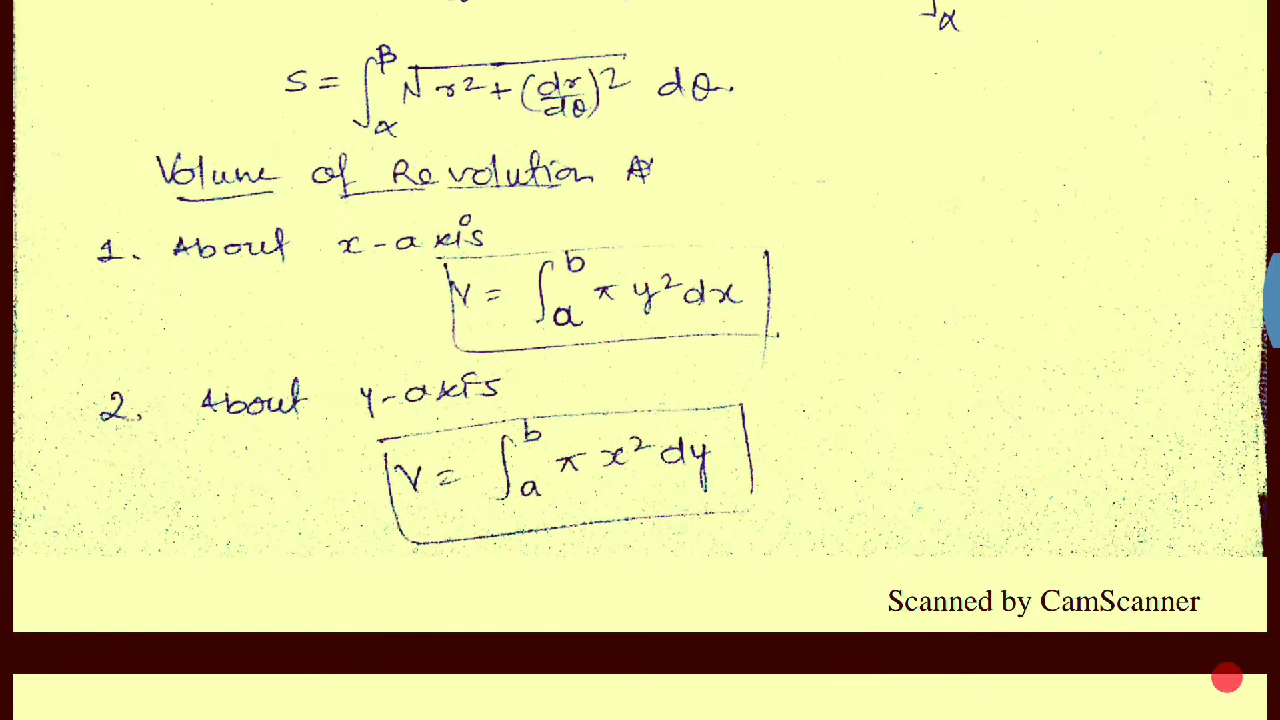 α
S = ∫_α^β √(r² + (dr/dθ)²) dθ.
Volume of Revolution
1. About x-axis
V = ∫_a^b π y² dx
2. About y-axis
V = ∫_a^b π x² dy
Scanned by CamScanner